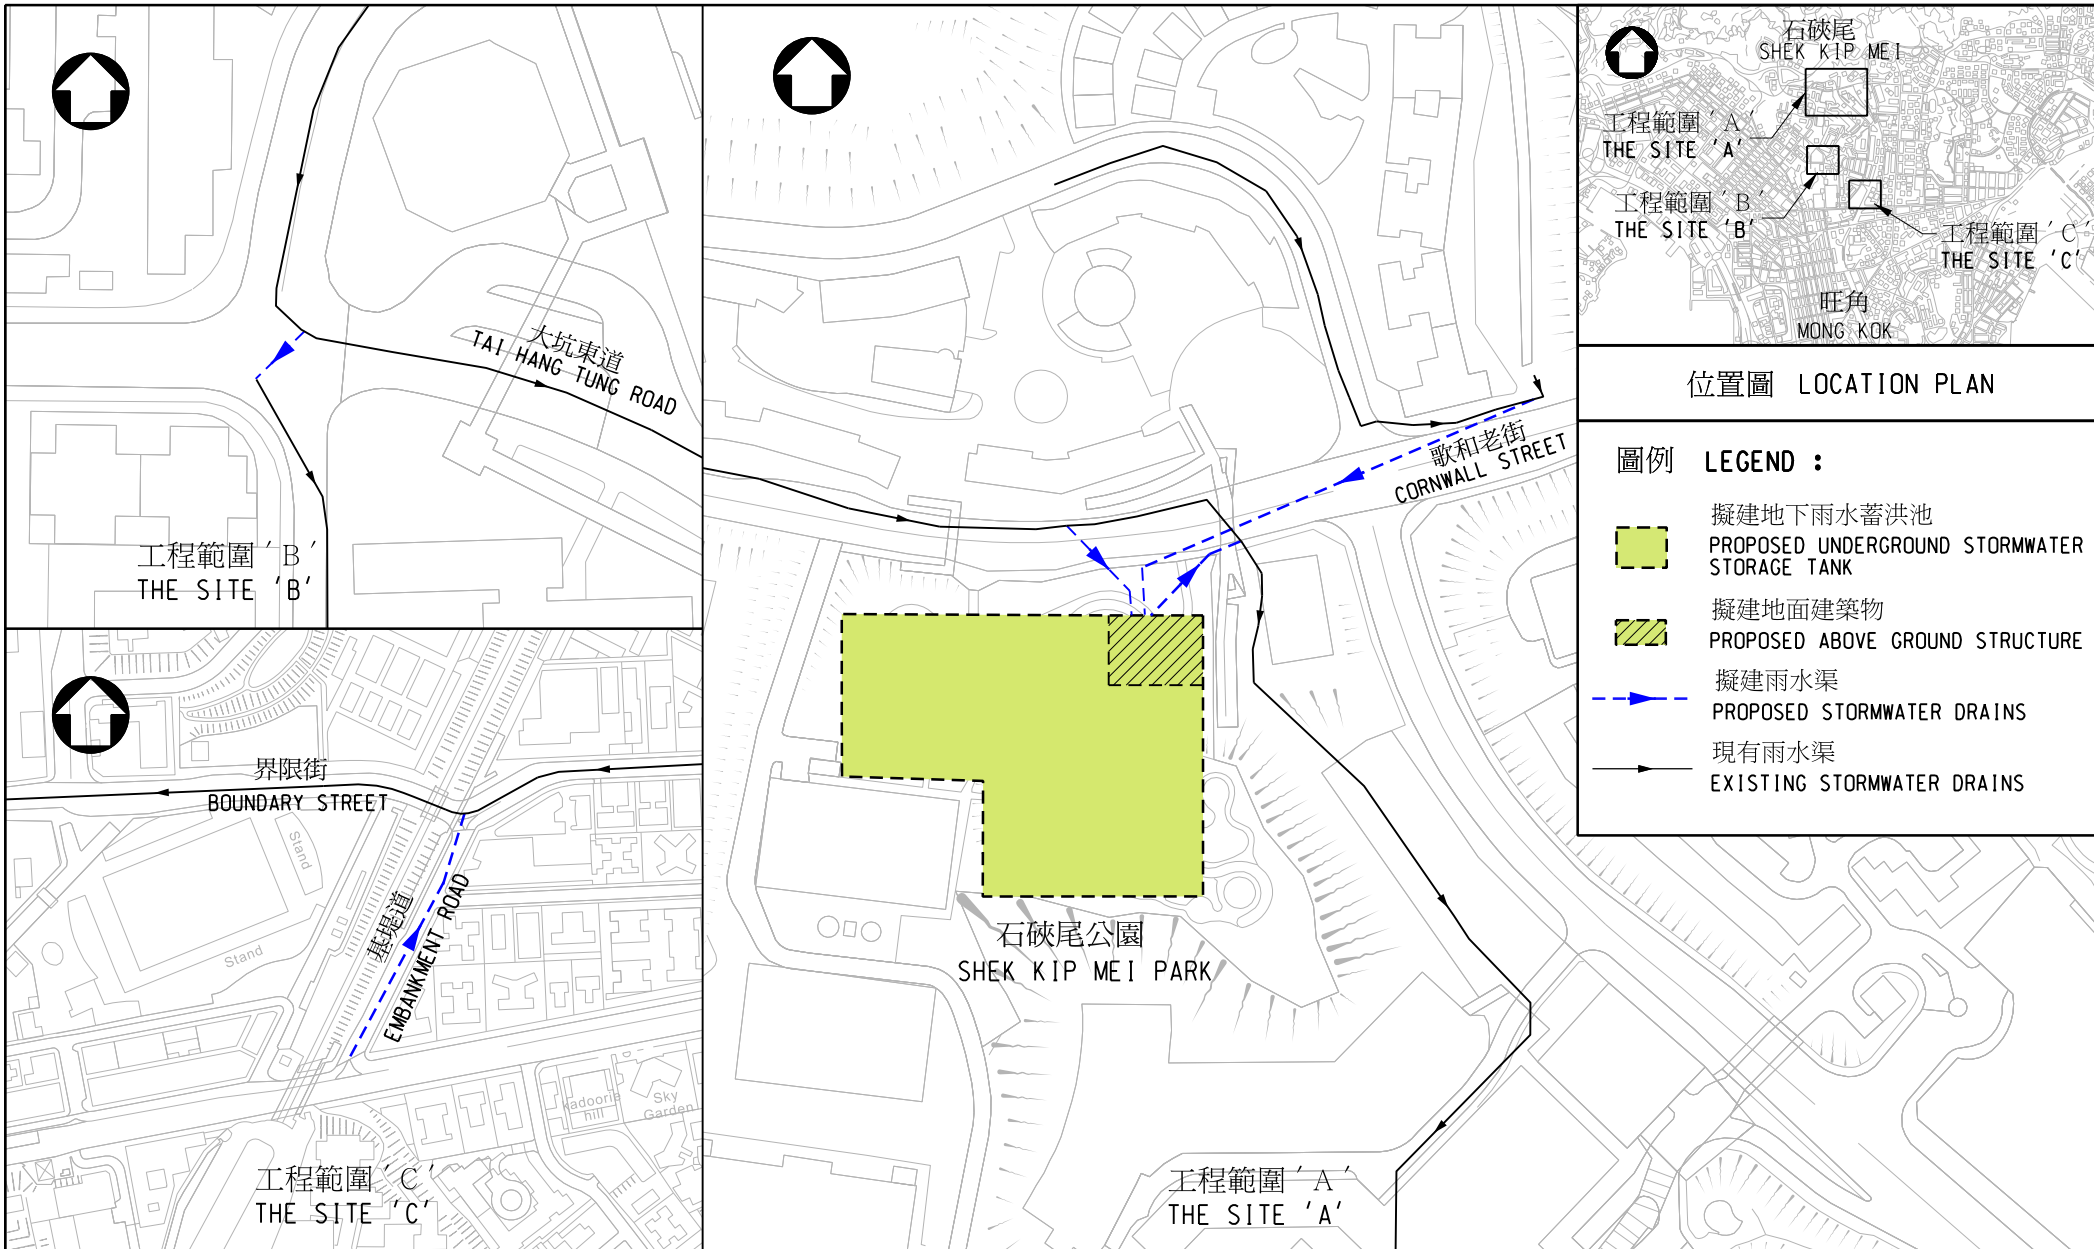 大坑東道
TAI HANG TUNG ROAD
工程範圍 'B'
THE SITE 'B'
界限街
BOUNDARY STREET
Stand
Stand
基堤道
EMBANKMENT ROAD
Kadoorie
hill
Sky
Garden
工程範圍 'C'
THE SITE 'C'
歌和老街
CORNWALL STREET
石硤尾公園
SHEK KIP MEI PARK
工程範圍 'A'
THE SITE 'A'
石硤尾
SHEK KIP MEI
工程範圍 'A'
THE SITE 'A'
工程範圍 'B'
THE SITE 'B'
工程範圍 'C'
THE SITE 'C'
旺角
MONG KOK
位置圖 LOCATION PLAN
圖例 LEGEND :
擬建地下雨水蓄洪池
PROPOSED UNDERGROUND STORMWATER
STORAGE TANK
擬建地面建築物
PROPOSED ABOVE GROUND STRUCTURE
擬建雨水渠
PROPOSED STORMWATER DRAINS
現有雨水渠
EXISTING STORMWATER DRAINS